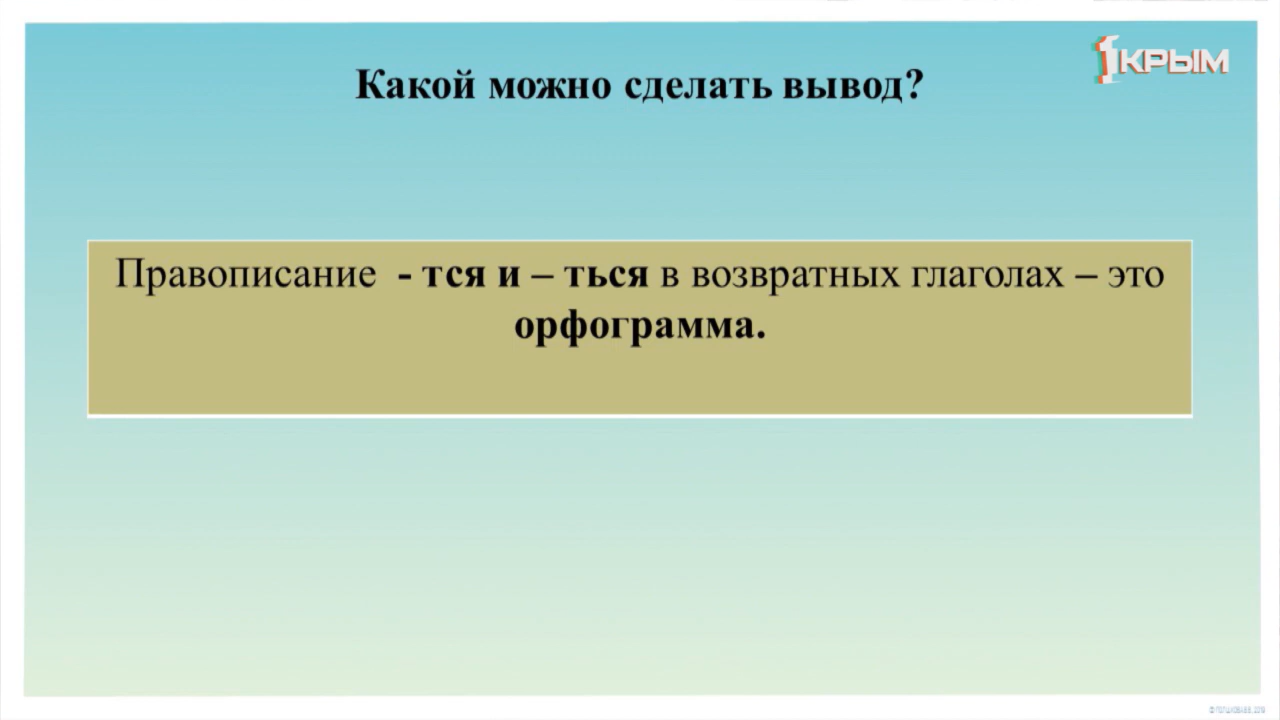 1КРЫМ
Какой можно сделать вывод?
Правописание - тся и – ться в возвратных глаголах – это
орфограмма.